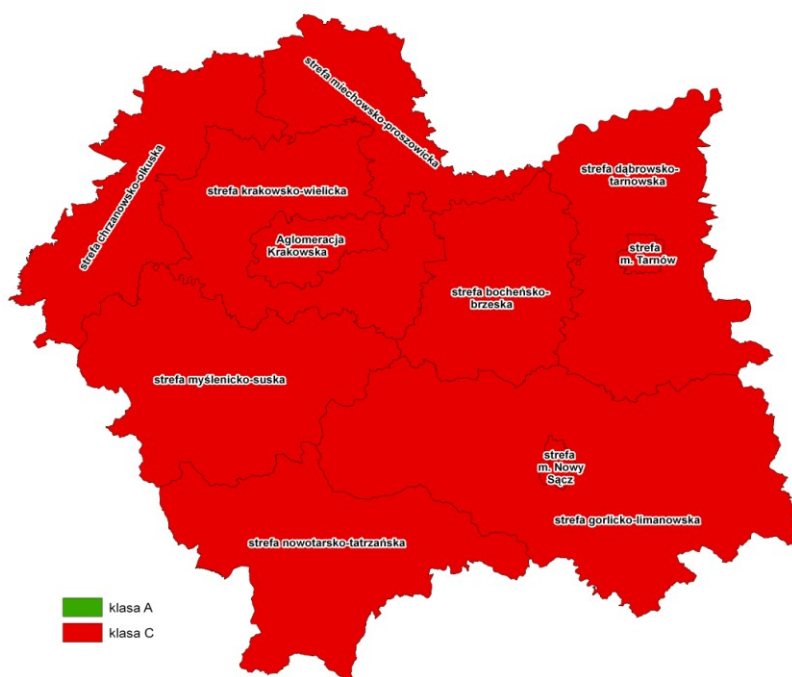 strefa miechowsko-proszowicka
strefa chrzanowsko-olkuska
strefa dąbrowsko-
tarnowska
strefa krakowsko-wielicka
Aglomeracja
Krakowska
strefa
m. Tarnów
strefa bocheńsko-
brzeska
strefa myślenicko-suska
strefa
m. Nowy
Sącz
strefa gorlicko-limanowska
strefa nowotarsko-tatrzańska
klasa A
klasa C